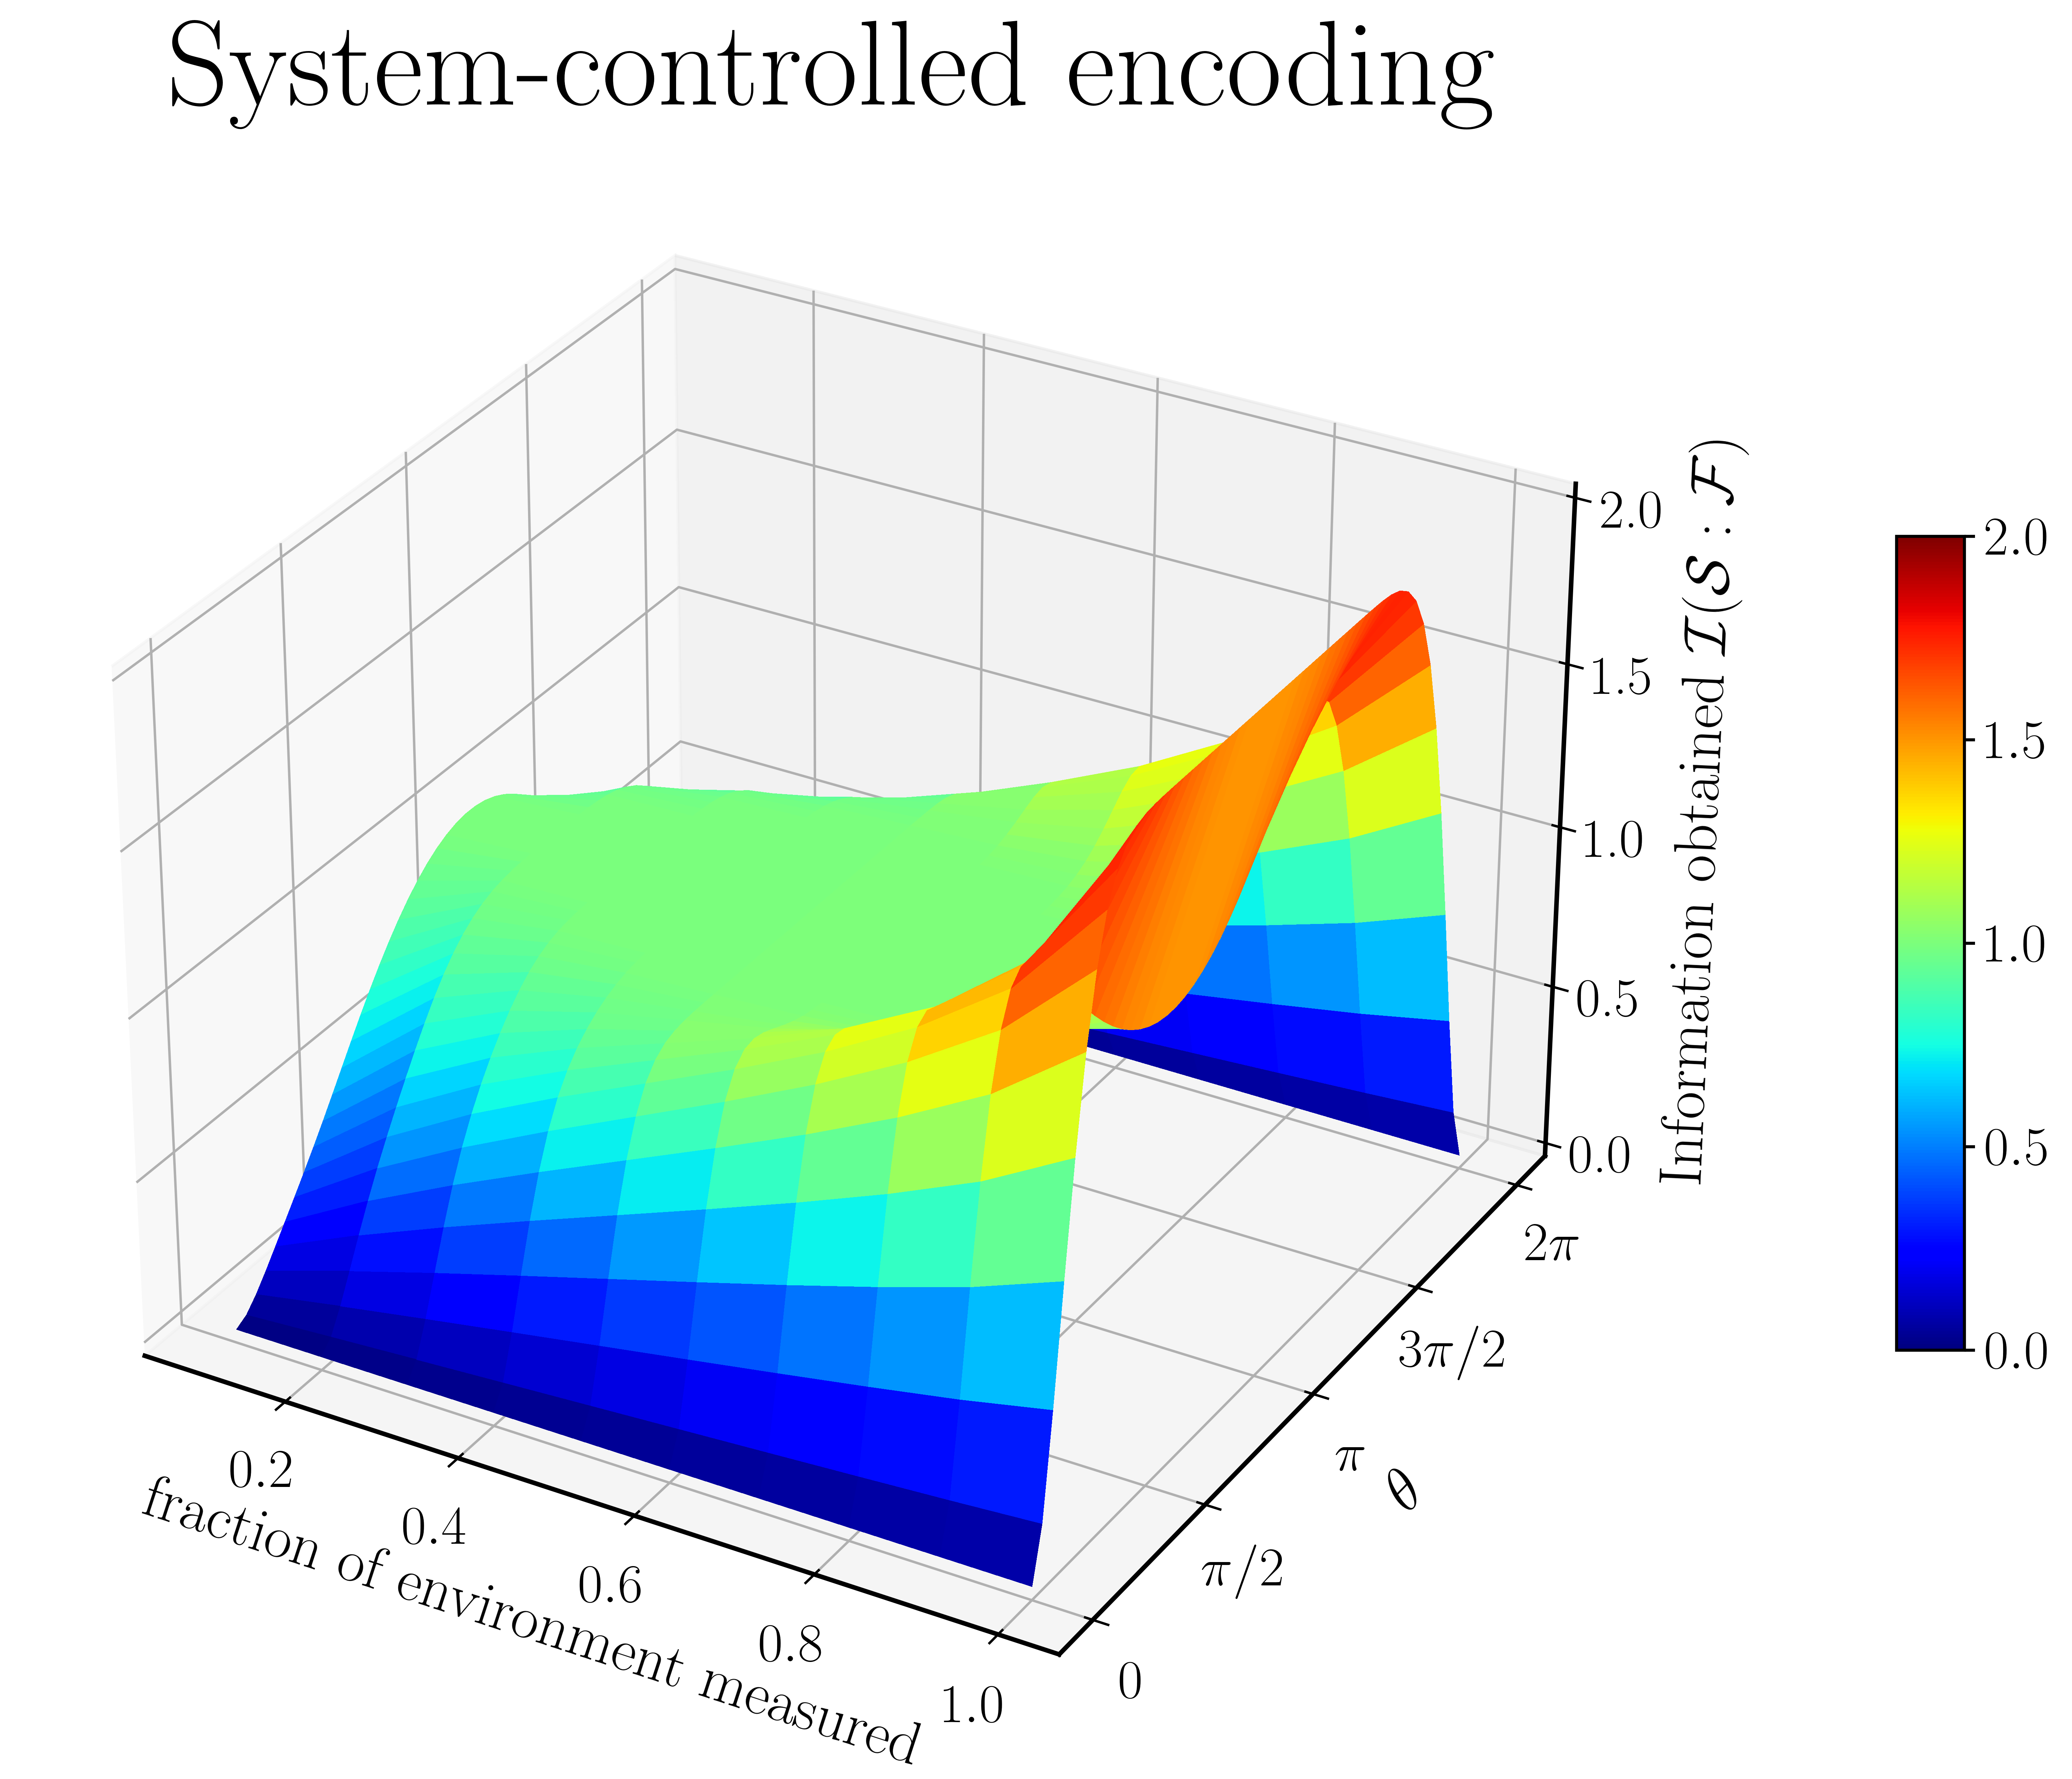 System-controlled encoding
2.0
1.5
1.0
0.5
0.0
Information obtained 𝓘(𝓢 : 𝓕)
2.0
1.5
1.0
0.5
0.0
0.2
0.4
0.6
0.8
1.0
fraction of environment measured
0
π/2
π
3π/2
2π
θ